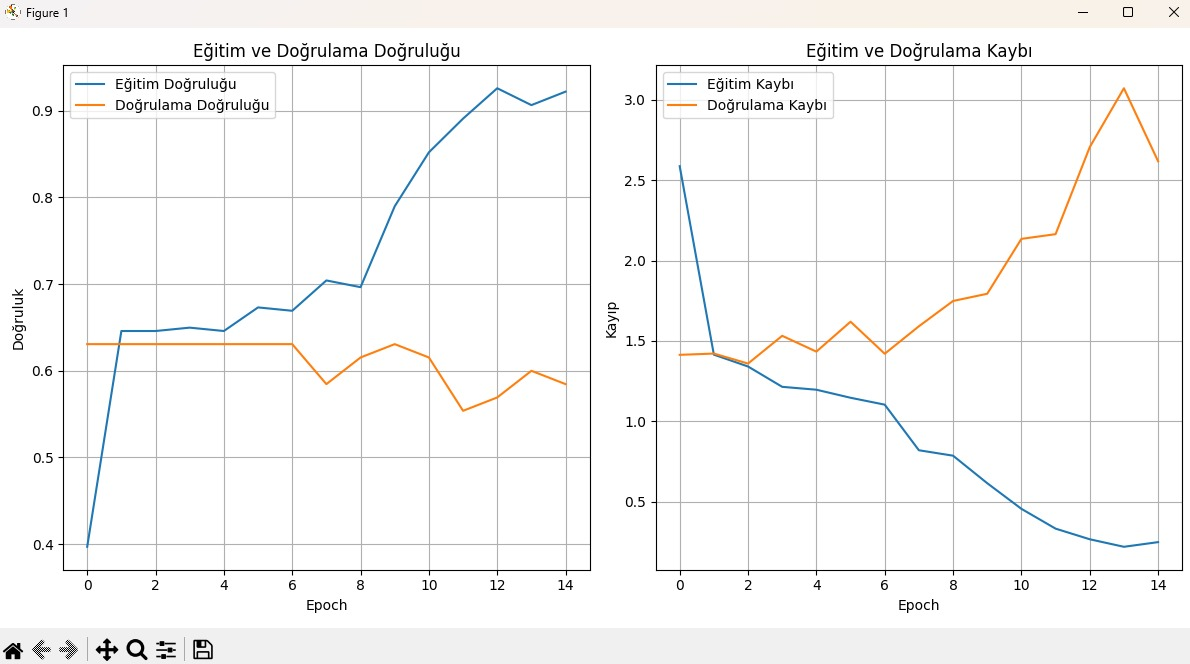 Figure 1
Eğitim ve Doğrulama Doğruluğu
Eğitim Doğruluğu
Doğrulama Doğruluğu
0.9
0.8
0.7
0.6
0.5
0.4
Doğruluk
0 2 4 6 8 10 12 14
Epoch
Eğitim ve Doğrulama Kaybı
Eğitim Kaybı
Doğrulama Kaybı
3.0
2.5
2.0
1.5
1.0
0.5
Kayıp
0 2 4 6 8 10 12 14
Epoch